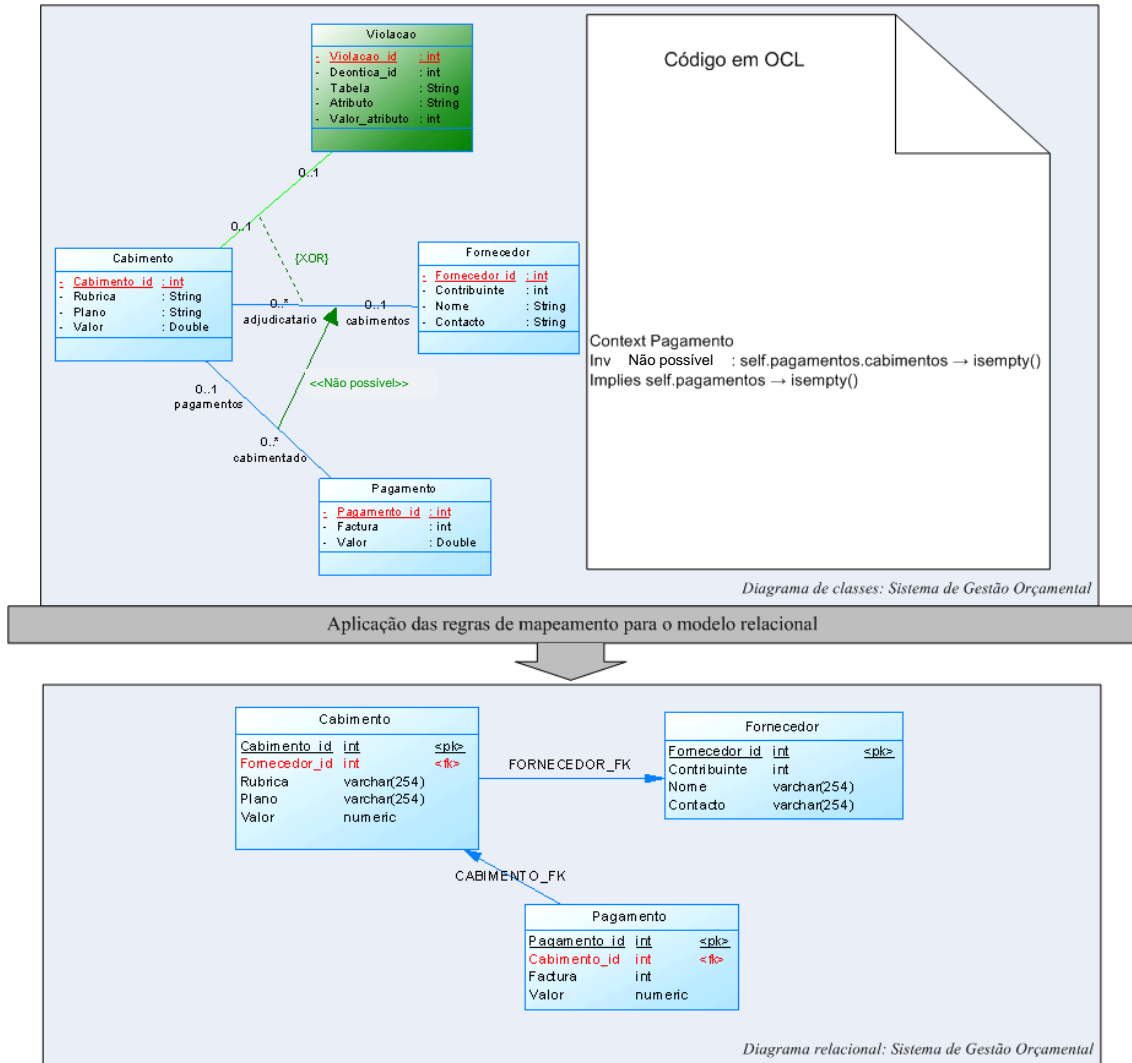 Violacao
- Violacao_id : int
- Deontica_id : int
- Tabela : String
- Atributo : String
- Valor_atributo : int
Código em OCL
0..1
0..1
{XOR}
Cabimento
- Cabimento_id : int
- Rubrica : String
- Plano : String
- Valor : Double
Fornecedor
- Fornecedor_id : int
- Contribuinte : int
- Nome : String
- Contacto : String
0..*
adjudicatario
0..1
cabimentos
Context Pagamento
Inv Não possível : self.pagamentos.cabimentos → isempty()
Implies self.pagamentos → isempty()
<<Não possível>>
0..1
pagamentos
0..*
cabimentado
Pagamento
- Pagamento_id : int
- Factura : int
- Valor : Double
Diagrama de classes: Sistema de Gestão Orçamental
Aplicação das regras de mapeamento para o modelo relacional
Cabimento
Cabimento_id int <pk>
Fornecedor_id int <fk>
Rubrica varchar(254)
Plano varchar(254)
Valor numeric
FORNECEDOR_FK
Fornecedor
Fornecedor_id int <pk>
Contribuinte int
Nome varchar(254)
Contacto varchar(254)
CABIMENTO_FK
Pagamento
Pagamento_id int <pk>
Cabimento_id int <fk>
Factura int
Valor numeric
Diagrama relacional: Sistema de Gestão Orçamental